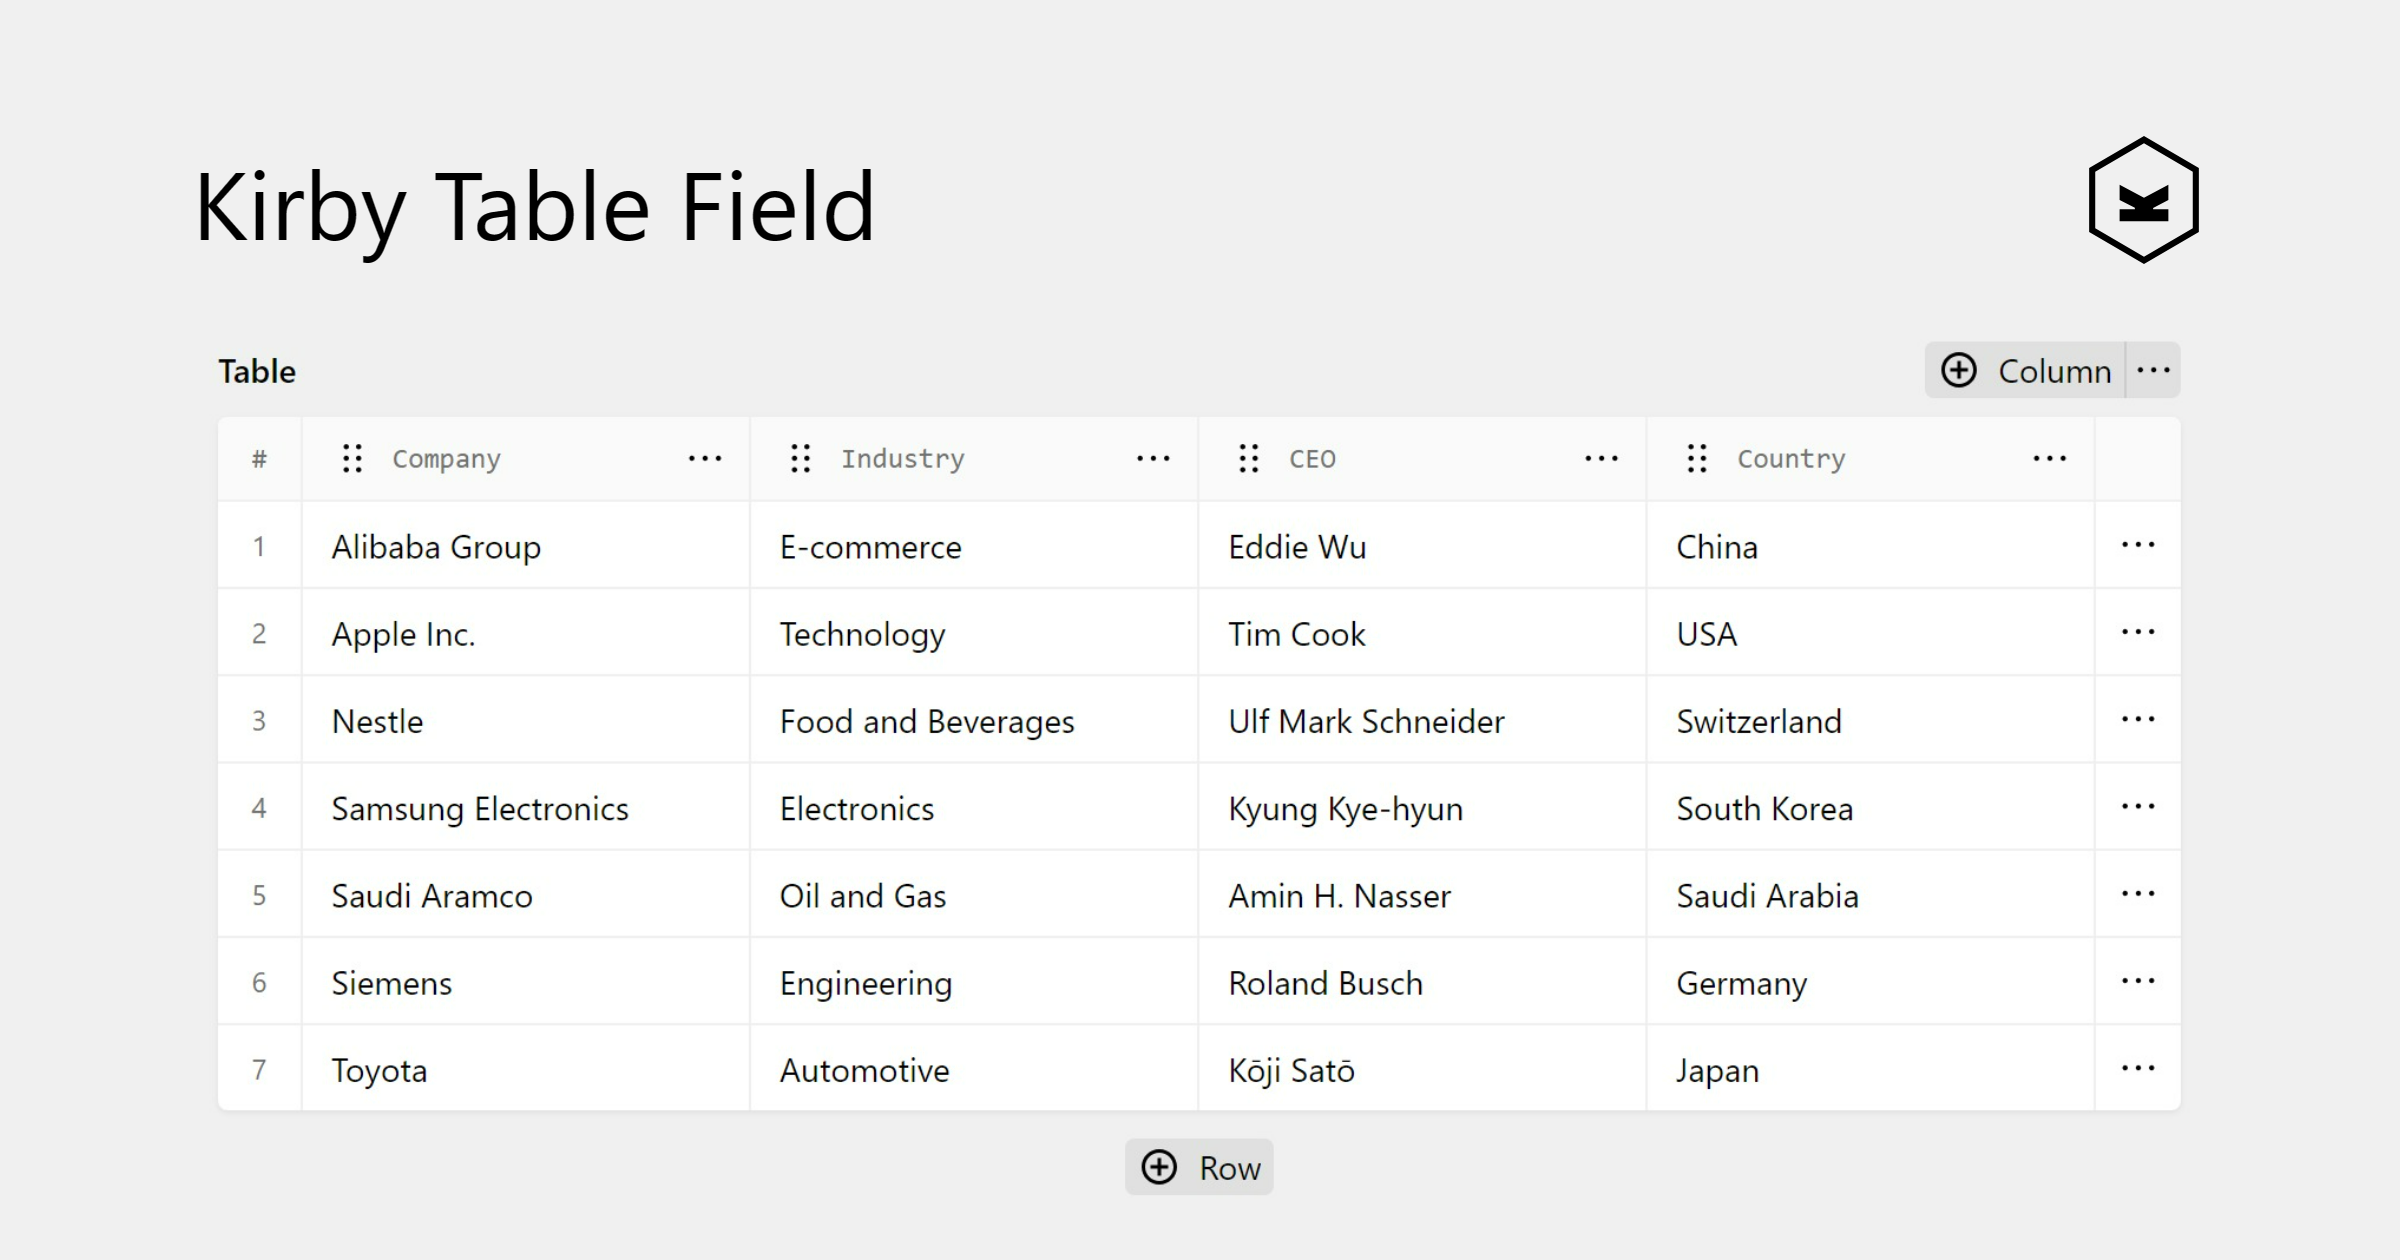 Kirby Table Field
Table
Column
# Company Industry CEO Country
1 Alibaba Group E-commerce Eddie Wu China
2 Apple Inc. Technology Tim Cook USA
3 Nestle Food and Beverages Ulf Mark Schneider Switzerland
4 Samsung Electronics Electronics Kyung Kye-hyun South Korea
5 Saudi Aramco Oil and Gas Amin H. Nasser Saudi Arabia
6 Siemens Engineering Roland Busch Germany
7 Toyota Automotive Kōji Satō Japan
Row